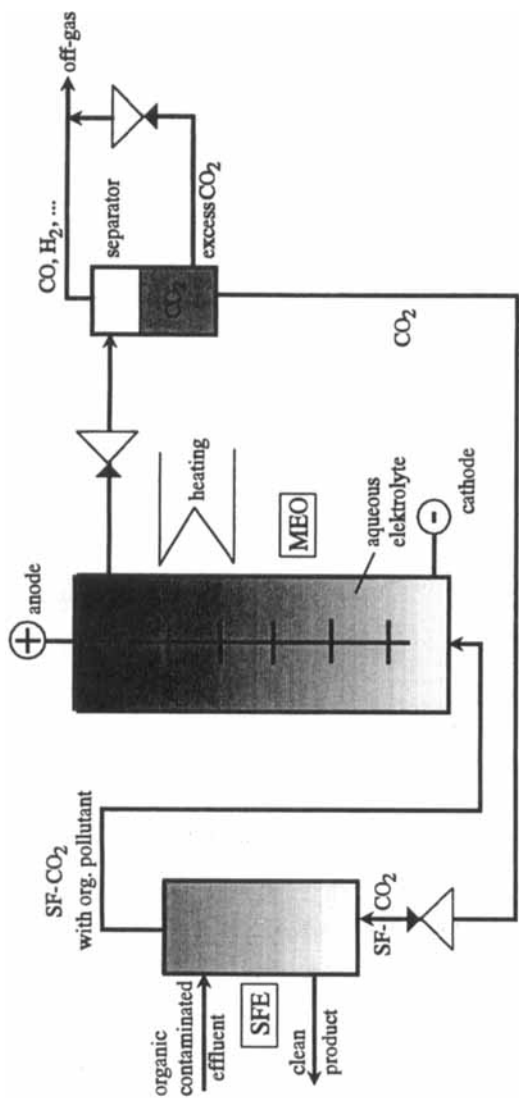 SF-CO2
with org. pollutant
organic
contaminated
effluent
SFE
clean
product
SF-CO2
+
anode
heating
MEO
aqueous
elektrolyte
-
cathode
CO, H2, ...
off-gas
separator
CO2
excess CO2
CO2